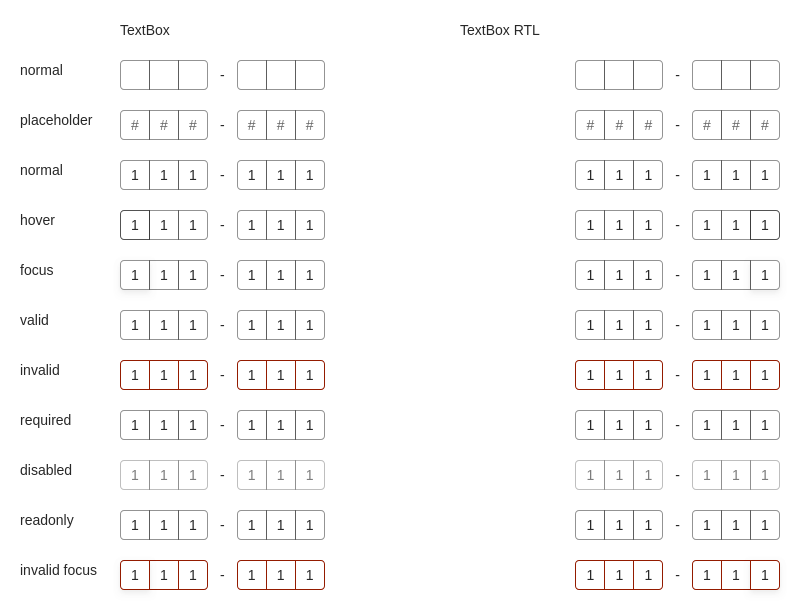 TextBox TextBox RTL
normal - -
placeholder # # # - # # # # # # - # # #
normal 1 1 1 - 1 1 1 1 1 1 - 1 1 1
hover 1 1 1 - 1 1 1 1 1 1 - 1 1 1
focus 1 1 1 - 1 1 1 1 1 1 - 1 1 1
valid 1 1 1 - 1 1 1 1 1 1 - 1 1 1
invalid 1 1 1 - 1 1 1 1 1 1 - 1 1 1
required 1 1 1 - 1 1 1 1 1 1 - 1 1 1
disabled 1 1 1 - 1 1 1 1 1 1 - 1 1 1
readonly 1 1 1 - 1 1 1 1 1 1 - 1 1 1
invalid focus 1 1 1 - 1 1 1 1 1 1 - 1 1 1